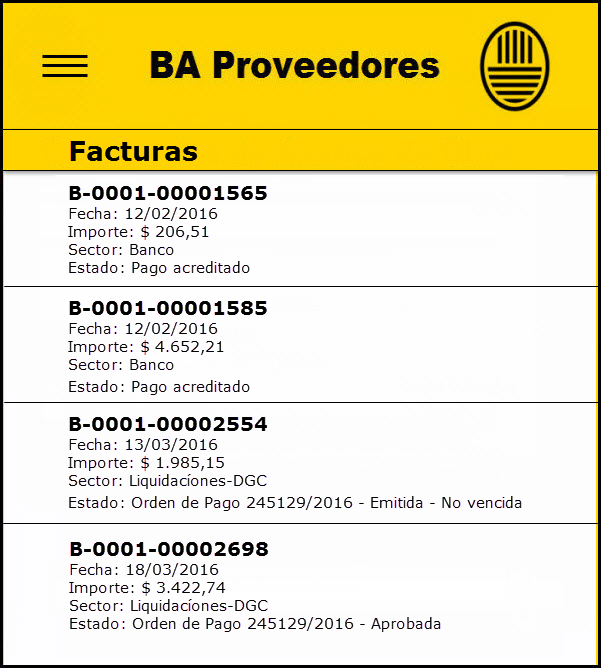 BA Proveedores
Facturas
B-0001-00001565
Fecha: 12/02/2016
Importe: $ 206,51
Sector: Banco
Estado: Pago acreditado
B-0001-00001585
Fecha: 12/02/2016
Importe: $ 4.652,21
Sector: Banco
Estado: Pago acreditado
B-0001-00002554
Fecha: 13/03/2016
Importe: $ 1.985,15
Sector: Liquidacíones-DGC
Estado: Orden de Pago 245129/2016 - Emitida - No vencida
B-0001-00002698
Fecha: 18/03/2016
Importe: $ 3.422,74
Sector: Liquidacíones-DGC
Estado: Orden de Pago 245129/2016 - Aprobada